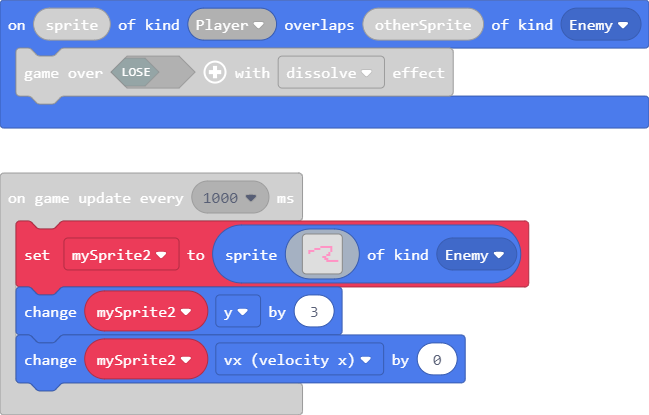 on sprite of kind Player overlaps otherSprite of kind Enemy
game over LOSE with dissolve effect
on game update every 1000 ms
set mySprite2 to sprite of kind Enemy
change mySprite2 y by 3
change mySprite2 vx (velocity x) by 0